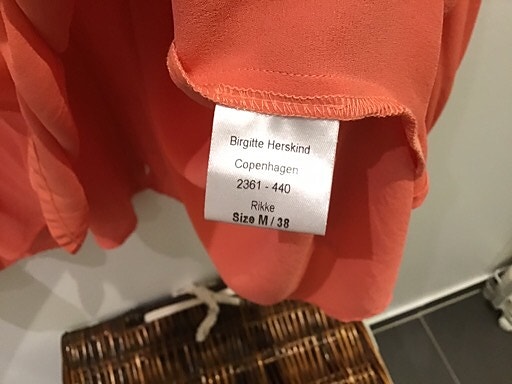 Birgitte Herskind
Copenhagen
2361 - 440
Rikke
Size M / 38